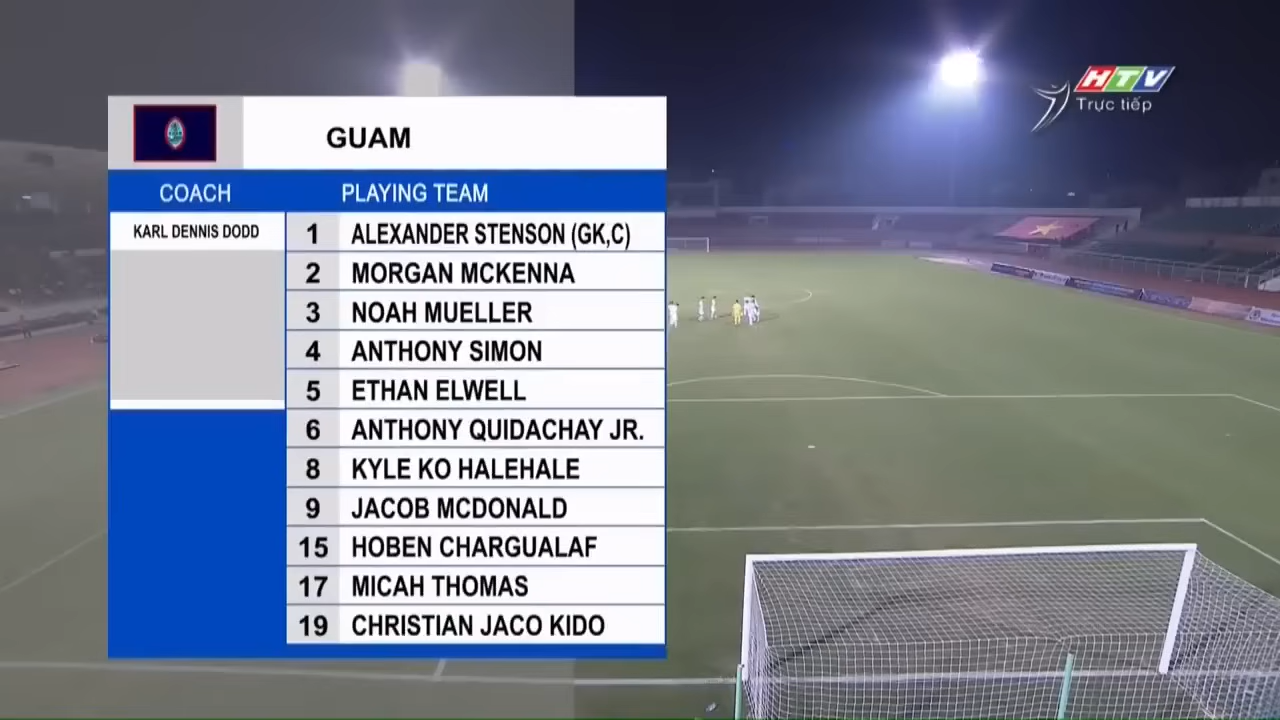 HTV
Trực tiếp
GUAM
COACH
PLAYING TEAM
KARL DENNIS DODD
1 ALEXANDER STENSON (GK,C)
2 MORGAN MCKENNA
3 NOAH MUELLER
4 ANTHONY SIMON
5 ETHAN ELWELL
6 ANTHONY QUIDACHAY JR.
8 KYLE KO HALEHALE
9 JACOB MCDONALD
15 HOBEN CHARGUALAF
17 MICAH THOMAS
19 CHRISTIAN JACO KIDO